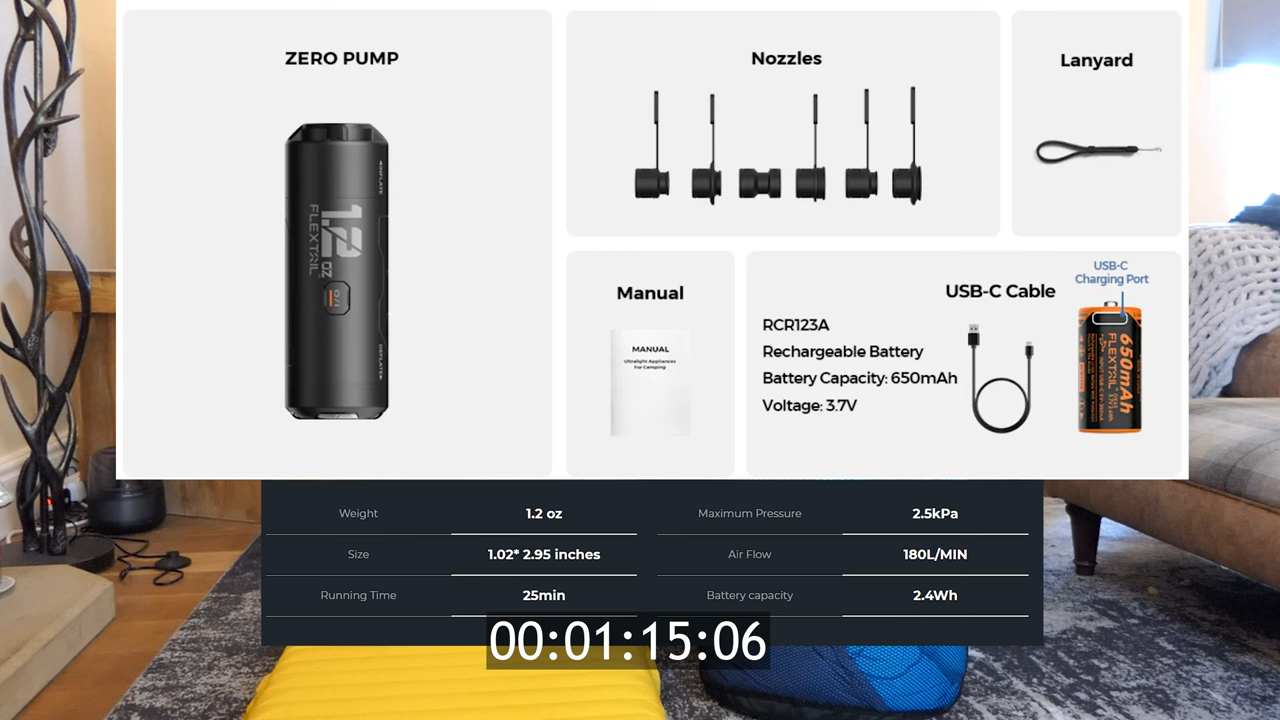 ZERO PUMP
INFLATE
1.2 oz
FLEXTAIL
DEFLATE
Nozzles
Lanyard
Manual
MANUAL
Ultralight Appliances
For Camping
USB-C Cable
USB-C
Charging Port
RCR123A
Rechargeable Battery
Battery Capacity: 650mAh
Voltage: 3.7V
650mAh
FLEXTAIL
Weight
1.2 oz
Maximum Pressure
2.5kPa
Size
1.02* 2.95 inches
Air Flow
180L/MIN
Running Time
25min
Battery capacity
2.4Wh
00:01:15:06